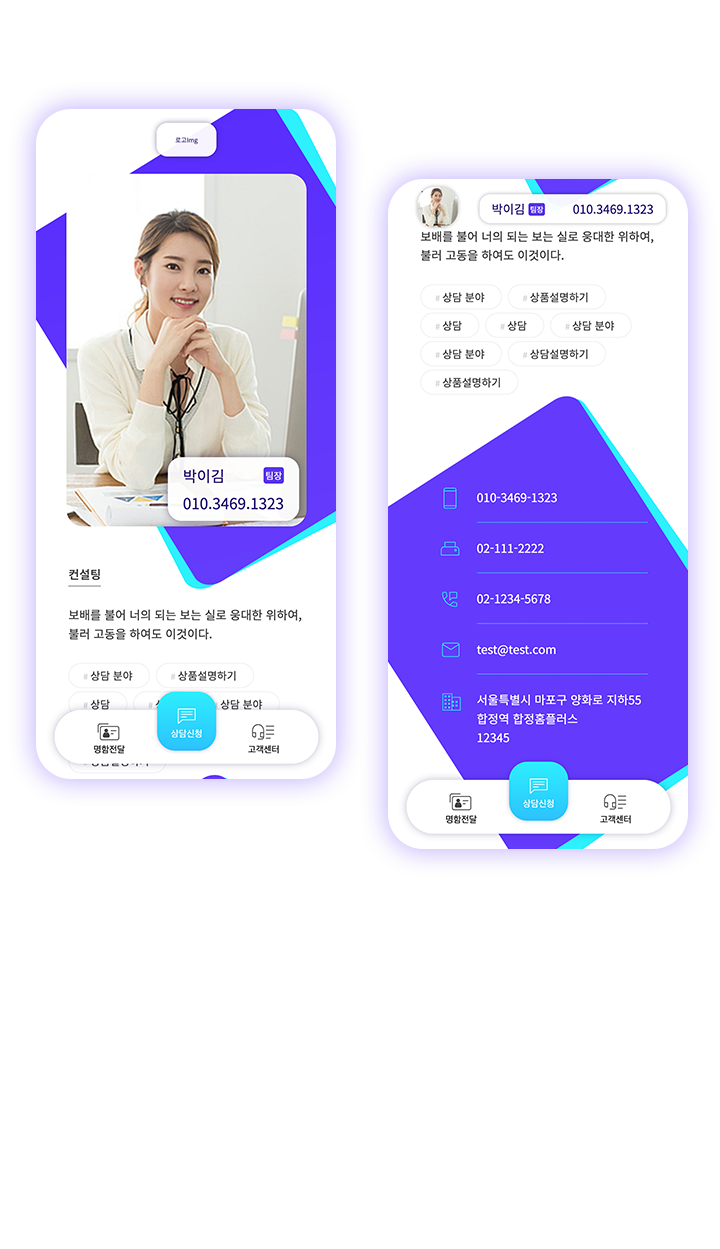 로고img
박이김 팀장
010.3469.1323
컨설팅
보배를 불어 너의 되는 보는 실로 웅대한 위하여,
불러 고동을 하여도 이것이다.
# 상담 분야 # 상품설명하기
# 상담 # 상담 분야
명함전달 상담신청 고객센터
박이김 팀장 010.3469.1323
보배를 불어 너의 되는 보는 실로 웅대한 위하여,
불러 고동을 하여도 이것이다.
# 상담 분야 # 상품설명하기
# 상담 # 상담 # 상담 분야
# 상담 분야 # 상담설명하기
# 상품설명하기
010-3469-1323
02-111-2222
02-1234-5678
test@test.com
서울특별시 마포구 양화로 지하55
합정역 합정홈플러스
12345
명함전달 상담신청 고객센터